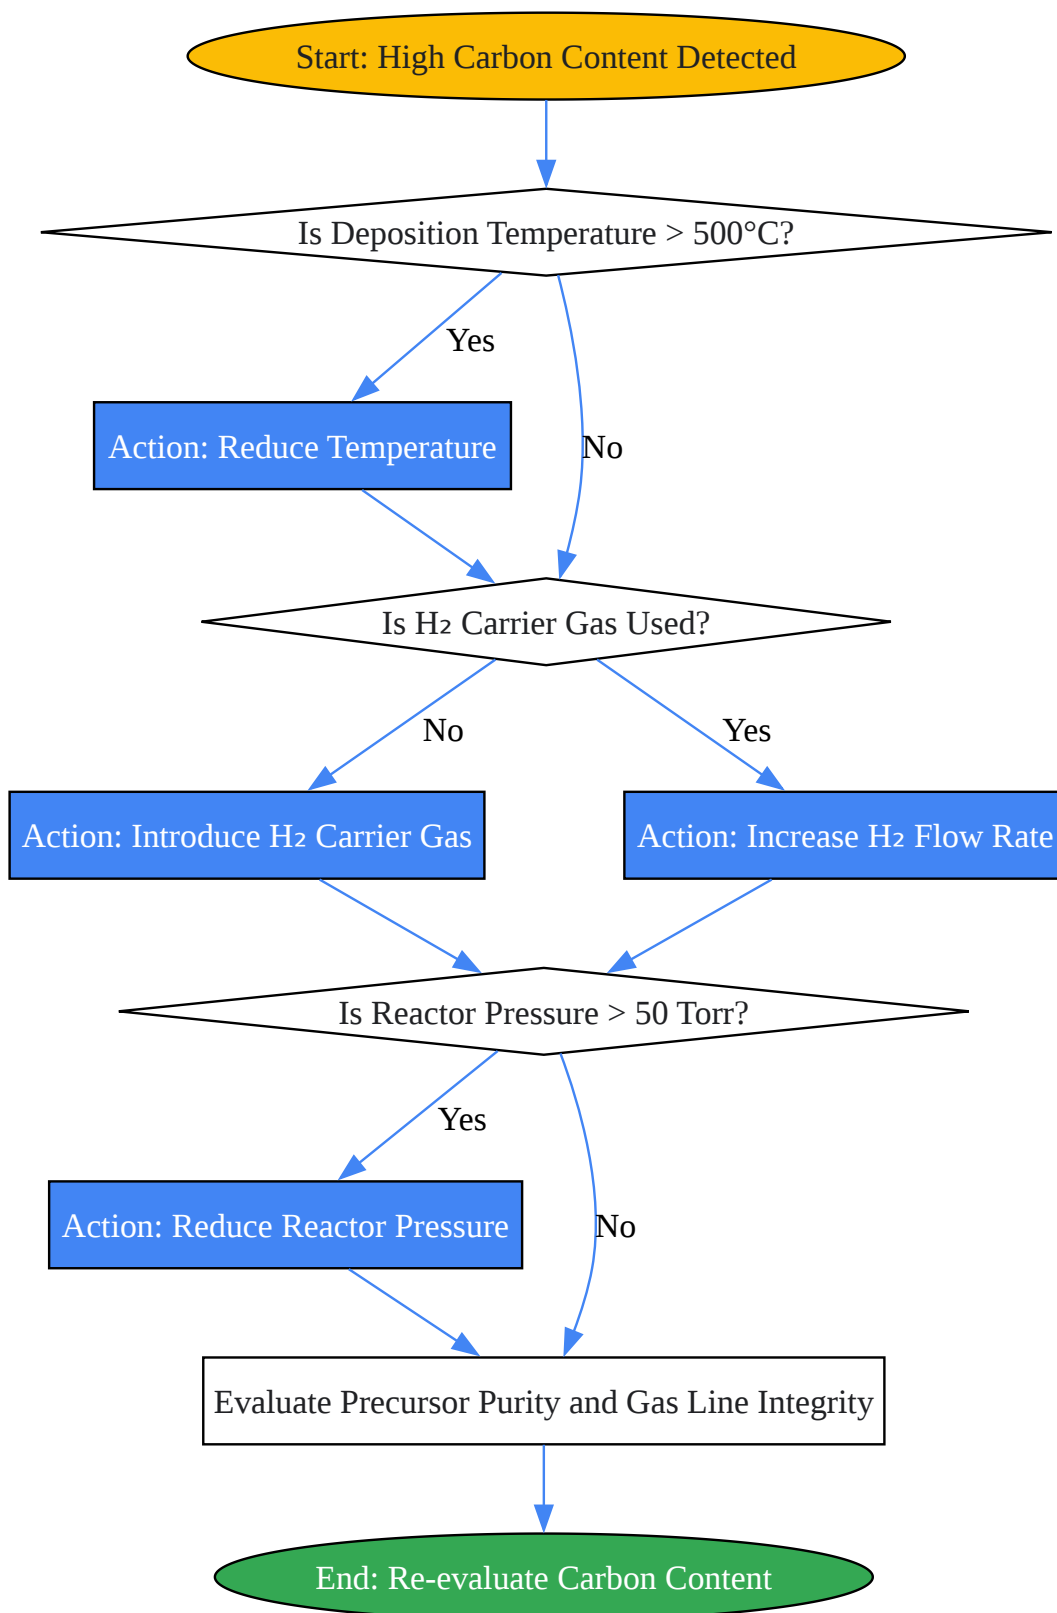 Start: High Carbon Content Detected
Is Deposition Temperature > 500°C?
Yes
Action: Reduce Temperature
No
Is H₂ Carrier Gas Used?
No
Yes
Action: Introduce H₂ Carrier Gas
Action: Increase H₂ Flow Rate
Is Reactor Pressure > 50 Torr?
Yes
Action: Reduce Reactor Pressure
No
Evaluate Precursor Purity and Gas Line Integrity
End: Re-evaluate Carbon Content